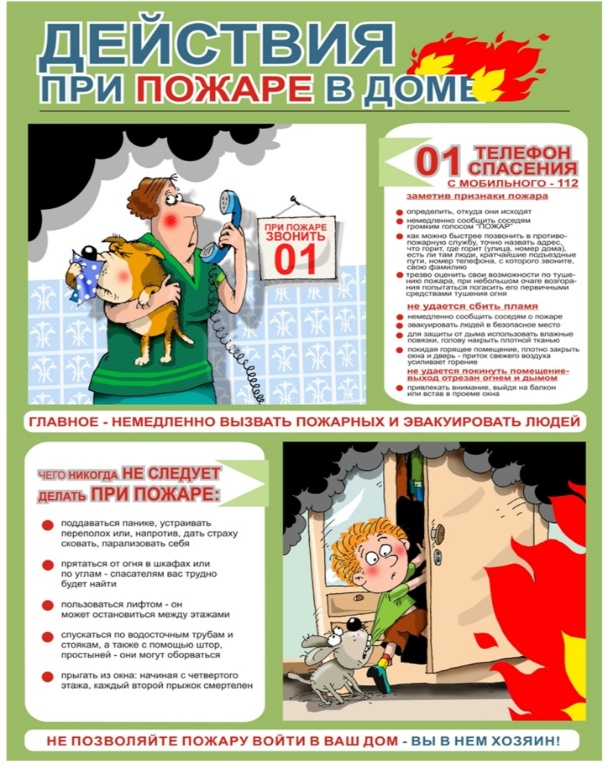 ДЕЙСТВИЯ
ПРИ ПОЖАРЕ В ДОМЕ
ПРИ ПОЖАРЕ
ЗВОНИТЬ
01
01 ТЕЛЕФОН
СПАСЕНИЯ
С МОБИЛЬНОГО - 112
заметив признаки пожара
определить, откуда они исходят
немедленно сообщить соседям
громким голосом "ПОЖАР"
как можно быстрее позвонить в противо-
пожарную службу, точно назвать адрес,
что горит, где горит (улица, номер дома),
есть ли там люди, кратчайшие подъездные
пути, номер телефона, с которого звоните,
свою фамилию
трезво оценить свои возможности по туше-
нию пожара, при небольшом очаге возгора-
ния попытаться погасить его первичными
средствами тушения огня
не удается сбить пламя
немедленно сообщить соседям о пожаре
эвакуировать людей в безопасное место
для защиты от дыма использовать влажные
повязки, голову накрыть плотной тканью
покидая горящее помещение, плотно закрыть
окна и дверь - приток свежего воздуха
усиливает горение
не удается покинуть помещение-
выход отрезан огнем и дымом
привлекать внимание, выйдя на балкон
или встав в проеме окна
ГЛАВНОЕ - НЕМЕДЛЕННО ВЫЗВАТЬ ПОЖАРНЫХ И ЭВАКУИРОВАТЬ ЛЮДЕЙ
ЧЕГО НИКОГДА НЕ СЛЕДУЕТ
ДЕЛАТЬ ПРИ ПОЖАРЕ:
поддаваться панике, устраивать
переполох или, напротив, дать страху
сковать, парализовать себя
прятаться от огня в шкафах или
по углам - спасателям вас трудно
будет найти
пользоваться лифтом - он
может остановиться между этажами
спускаться по водосточным трубам и
стоякам, а также с помощью штор,
простыней - они могут оборваться
прыгать из окна: начиная с четвертого
этажа, каждый второй прыжок смертелен
НЕ ПОЗВОЛЯЙТЕ ПОЖАРУ ВОЙТИ В ВАШ ДОМ - ВЫ В НЕМ ХОЗЯИН!